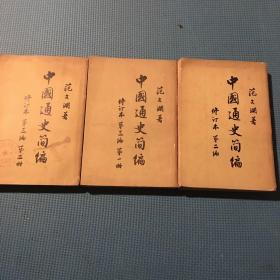 范文澜著
中國通史简编
修订本 第三编 第二册
范文澜著
中國通史简编
修订本 第三编 第一册
范文澜著
中國通史简编
修订本 第二编